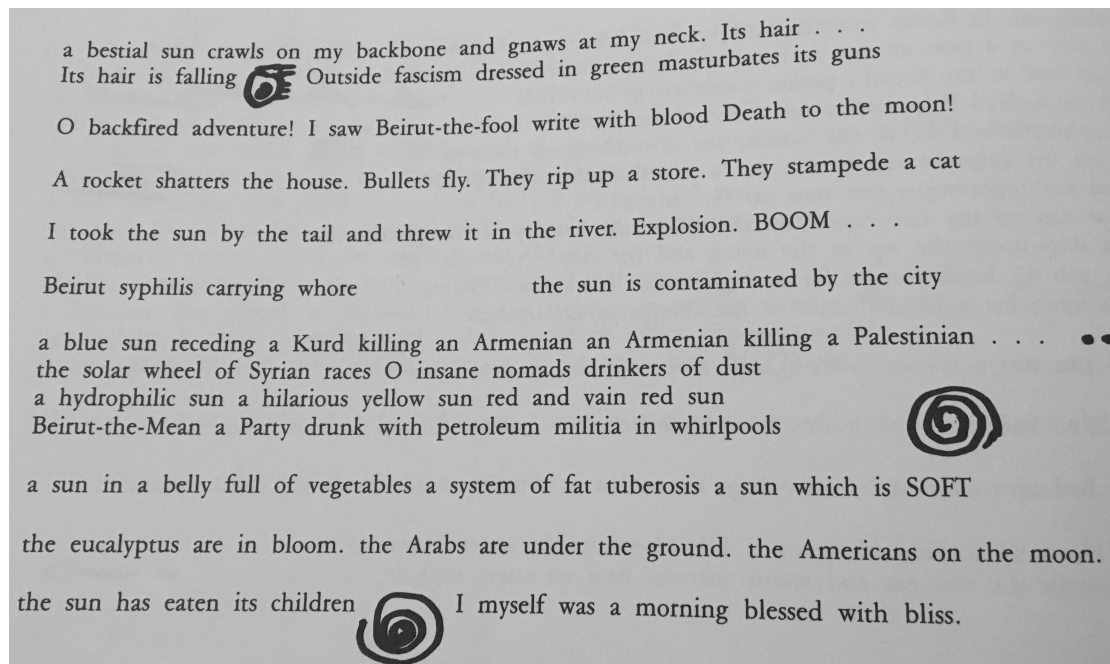 a bestial sun crawls on my backbone and gnaws at my neck. Its hair . . .
Its hair is falling Outside fascism dressed in green masturbates its guns
O backfired adventure! I saw Beirut-the-fool write with blood Death to the moon!
A rocket shatters the house. Bullets fly. They rip up a store. They stampede a cat
I took the sun by the tail and threw it in the river. Explosion. BOOM . . .
Beirut syphilis carrying whore the sun is contaminated by the city
a blue sun receding a Kurd killing an Armenian an Armenian killing a Palestinian . . .
the solar wheel of Syrian races O insane nomads drinkers of dust
a hydrophilic sun a hilarious yellow sun red and vain red sun
Beirut-the-Mean a Party drunk with petroleum militia in whirlpools
a sun in a belly full of vegetables a system of fat tuberosis a sun which is SOFT
the eucalyptus are in bloom. the Arabs are under the ground. the Americans on the moon.
the sun has eaten its children I myself was a morning blessed with bliss.